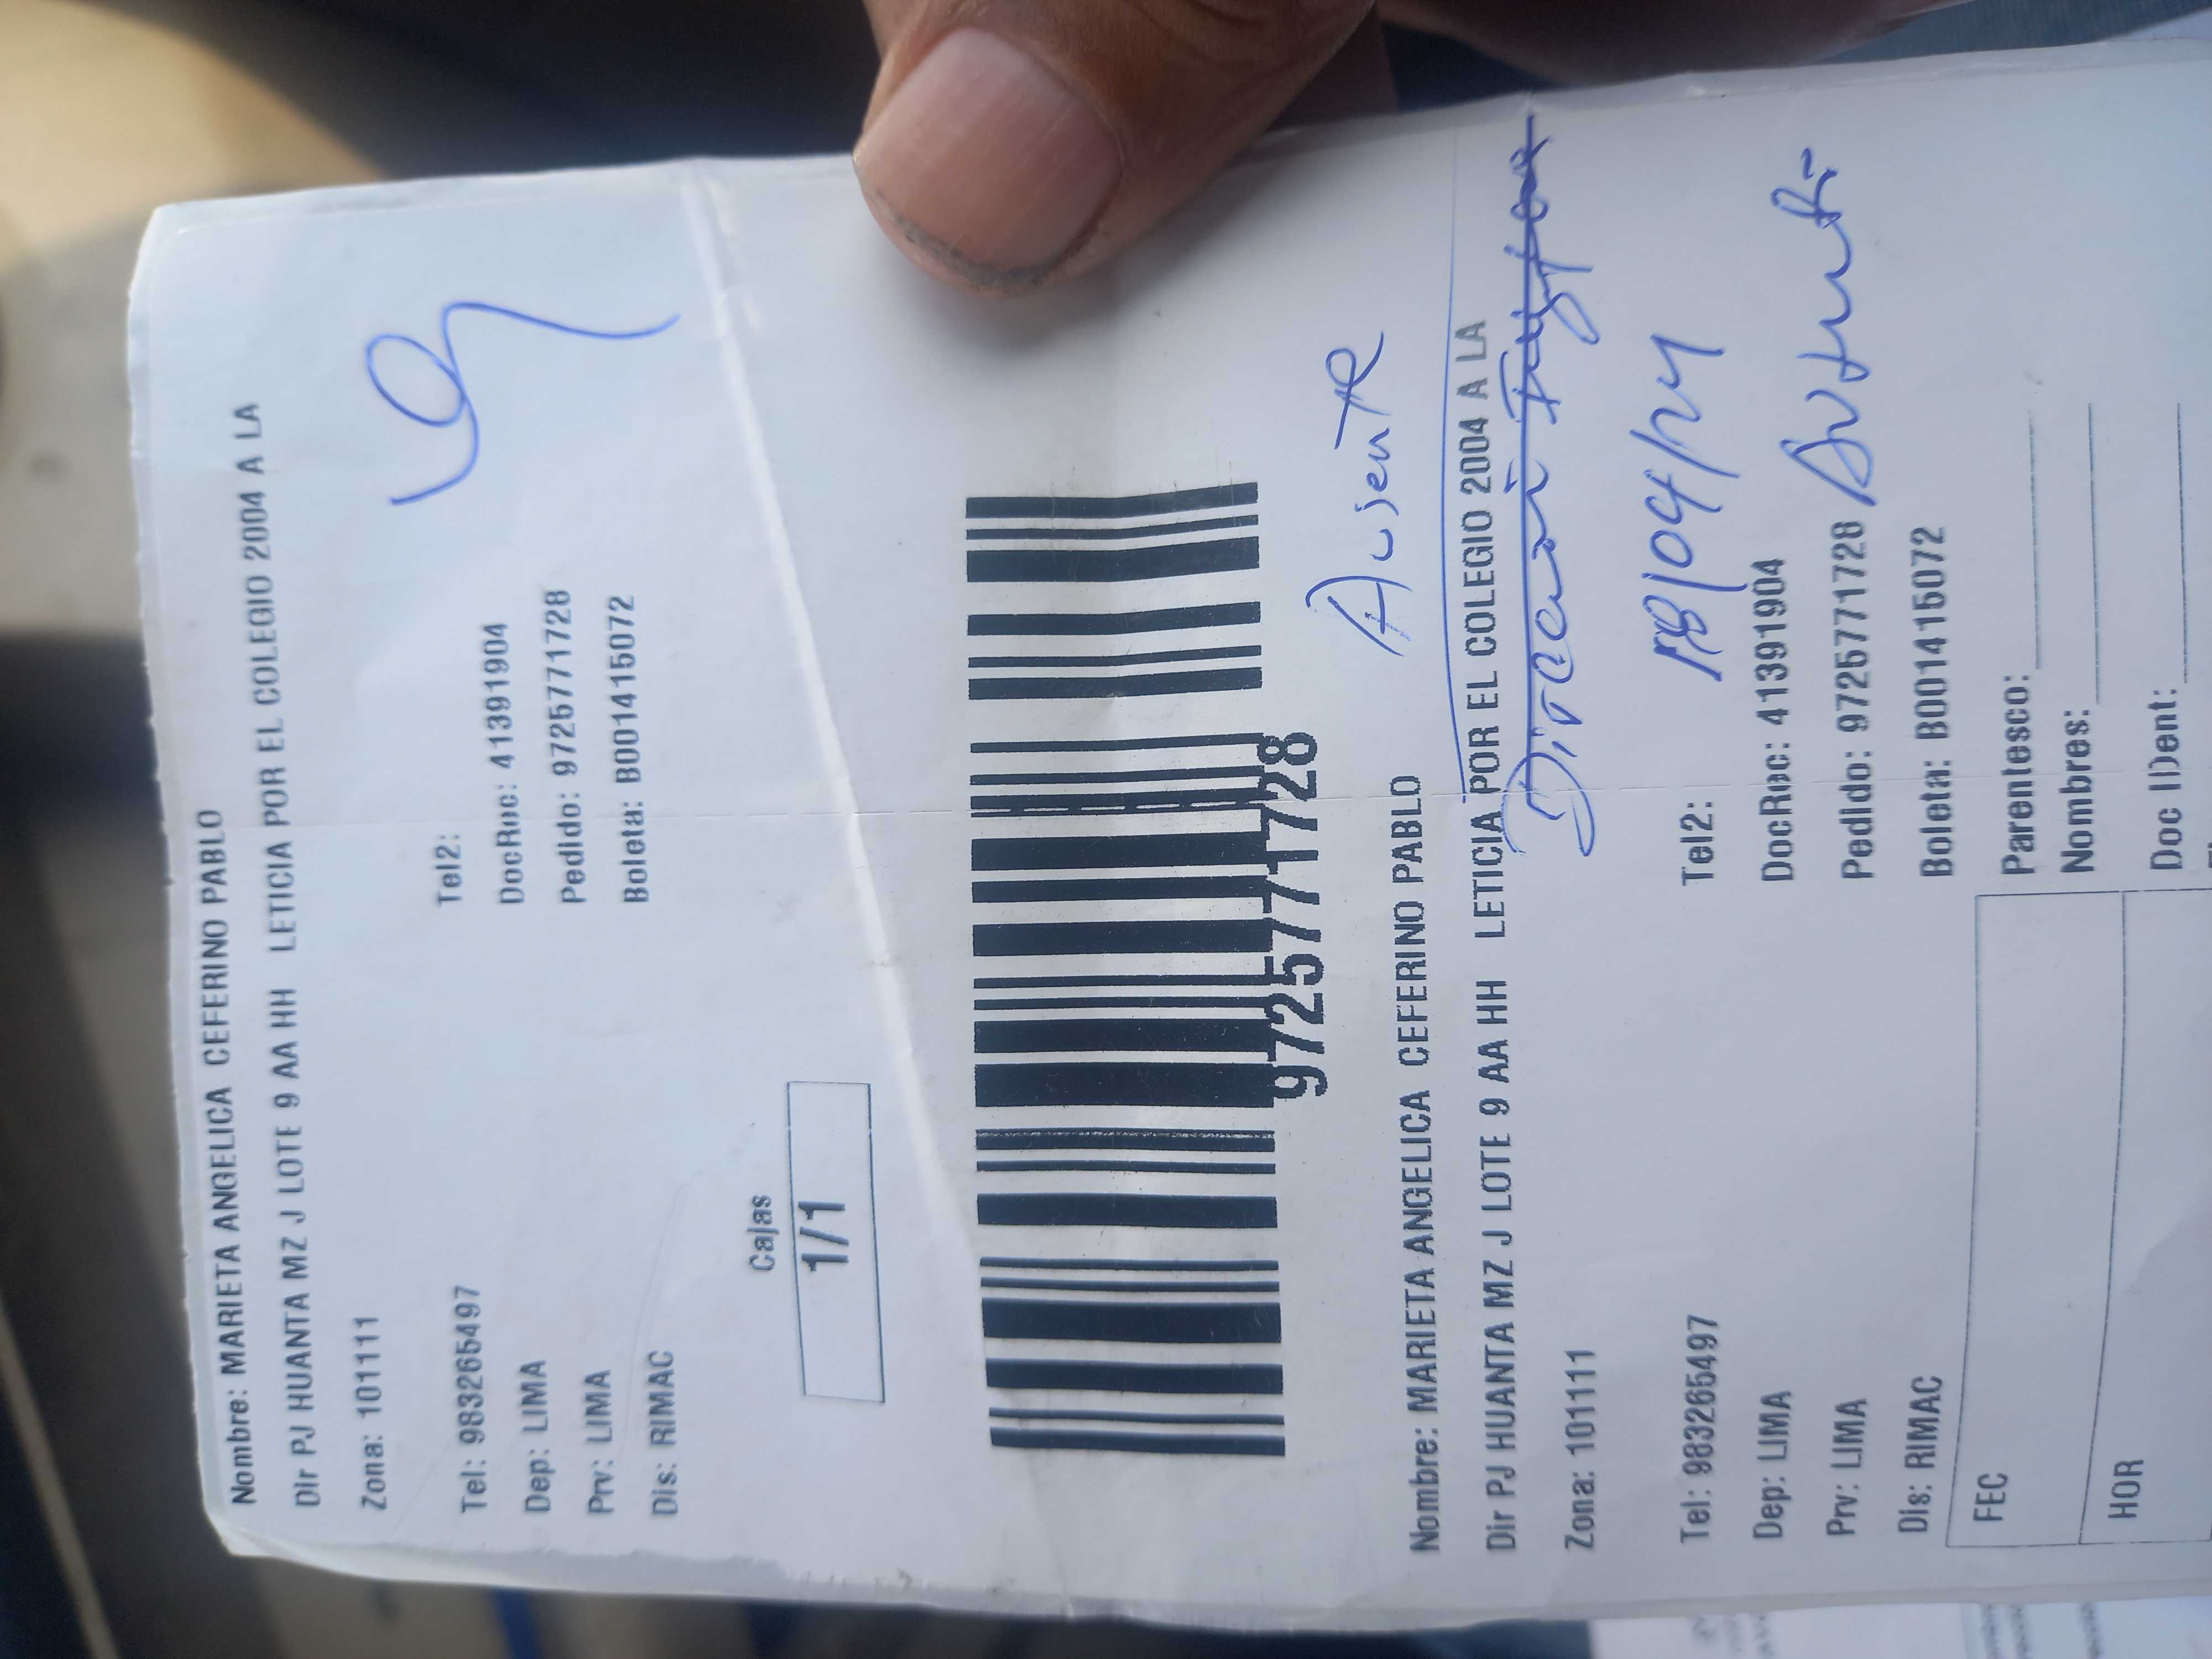 Nombre: MARIETA ANGELICA CEFERINO PABLO
Dir PJ HUANTA MZ J LOTE 9 AA HH LETICIA POR EL COLEGIO 2004 A LA
Zona: 101111
Tel: 983265497 Tel2:
Dep: LIMA DocRuc: 41391904
Prv: LIMA Pedido: 9725771728
Dis: RIMAC Boleta: B001415072
Cajas
1/1
9725771728
Ausente
Nombre: MARIETA ANGELICA CEFERINO PABLO
Dir PJ HUANTA MZ J LOTE 9 AA HH LETICIA POR EL COLEGIO 2004 A LA
Zona: 101111
18/04/24
Tel: 983265497 Tel2:
Dep: LIMA DocRuc: 41391904
Prv: LIMA Pedido: 9725771728
Dis: RIMAC Boleta: B001415072
FEC Parentesco:
Nombres:
HOR Doc IDent: